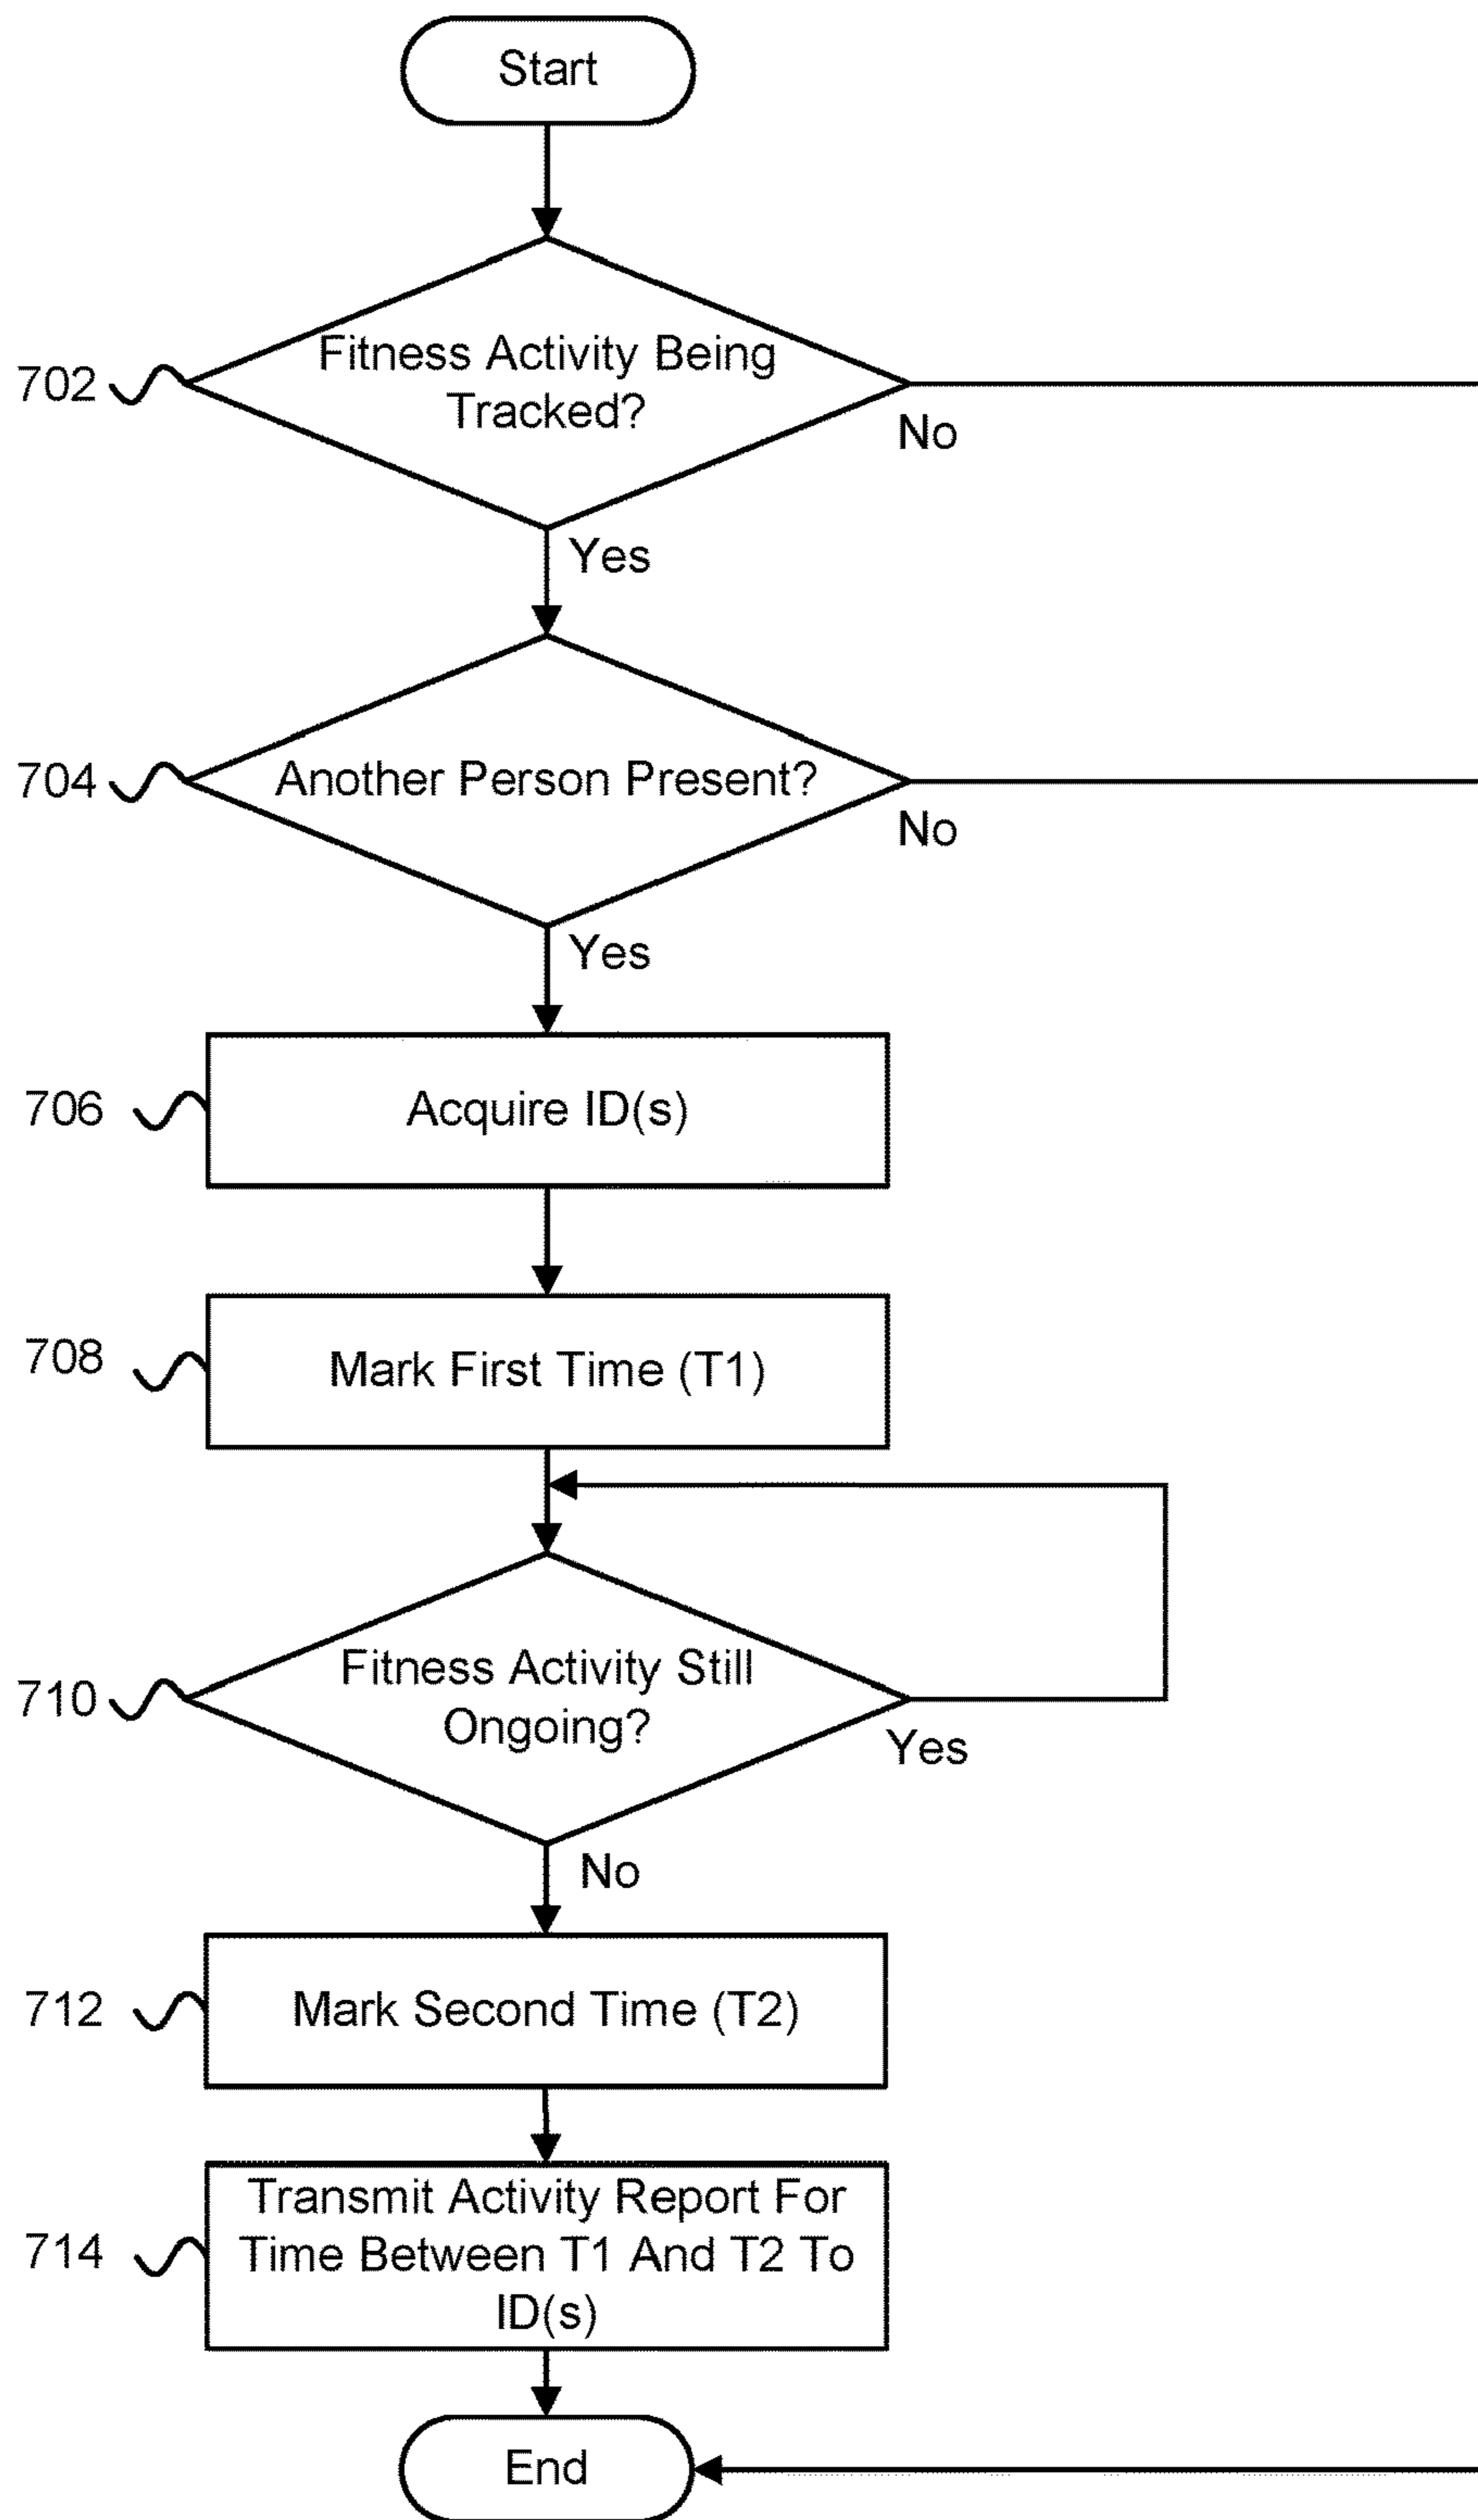 Start
Fitness Activity Being
Tracked?
702
No
Yes
704
Another Person Present?
No
Yes
706
Acquire ID(s)
708
Mark First Time (T1)
Fitness Activity Still
Ongoing?
710
Yes
No
712
Mark Second Time (T2)
Transmit Activity Report For
Time Between T1 And T2 To
ID(s)
714
End